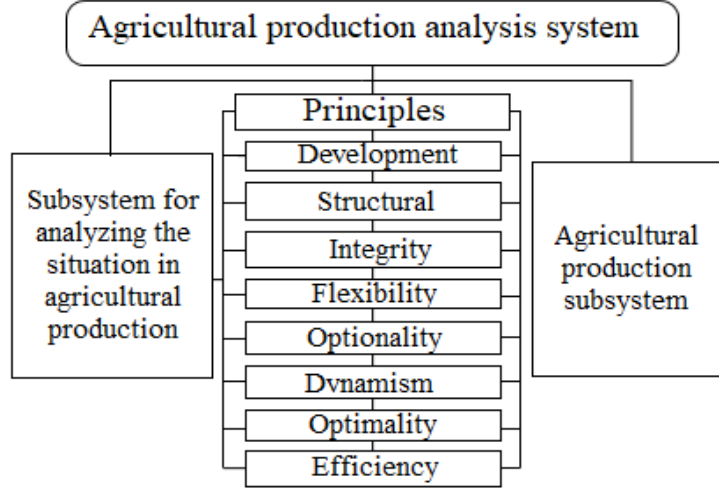 Agricultural production analysis system
Principles
Development
Structural
Integrity
Flexibility
Optionality
Dvnamism
Optimality
Efficiency
Subsystem for
analyzing the
situation in
agricultural
production
Agricultural
production
subsystem